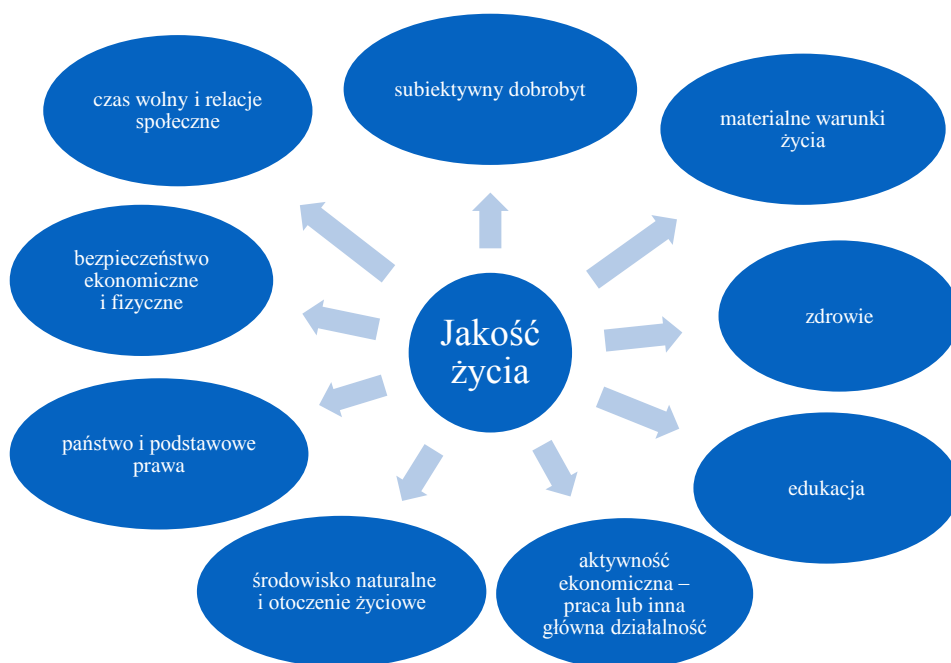 subiektywny dobrobyt
czas wolny i relacje
społeczne
materialne warunki
życia
bezpieczeństwo
ekonomiczne
i fizyczne
zdrowie
Jakość
życia
państwo i podstawowe
prawa
edukacja
środowisko naturalne
i otoczenie życiowe
aktywność
ekonomiczna –
praca lub inna
główna działalność